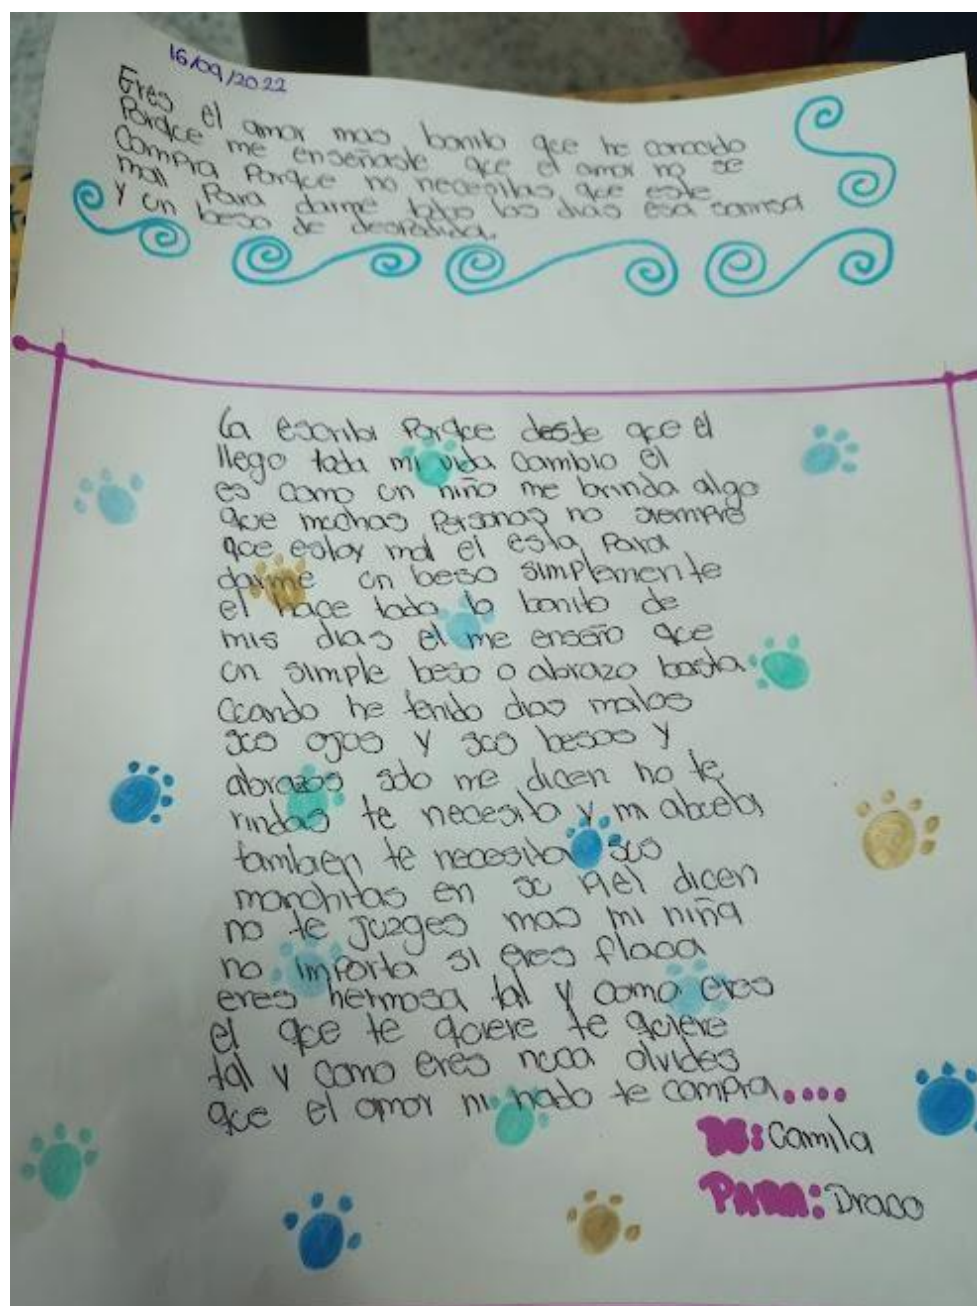 16/09/2022
Eres el amor mas bonito que he conocido
Porque me enseñaste que el amor no se
compra Porque no necesitas que este
mal Para darme todos los dias esa sonrisa
y un beso de despedida.
La escribi Porque desde que el
llego toda mi vida cambio el
es como un niño me brinda algo
que muchas Personas no siempre
que estoy mal el esta Para
darme un beso simplemente
el hace todo lo bonito de
mis dias el me enseño que
un simple beso o abrazo basta
cuando he tenido dias malos
sus ojos y sus besos y
abrazos solo me dicen no te
rindas te necesito y mi abuela
tambien te necesita sus
manchitas en su Piel dicen
no te juzges mas mi niña
no importa si eres flaca
eres hermosa tal y como eres
el que te quiere te quiere
tal y como eres nuca olvides
que el amor ni nada te compra....
DE: Camila
PARA: Draco